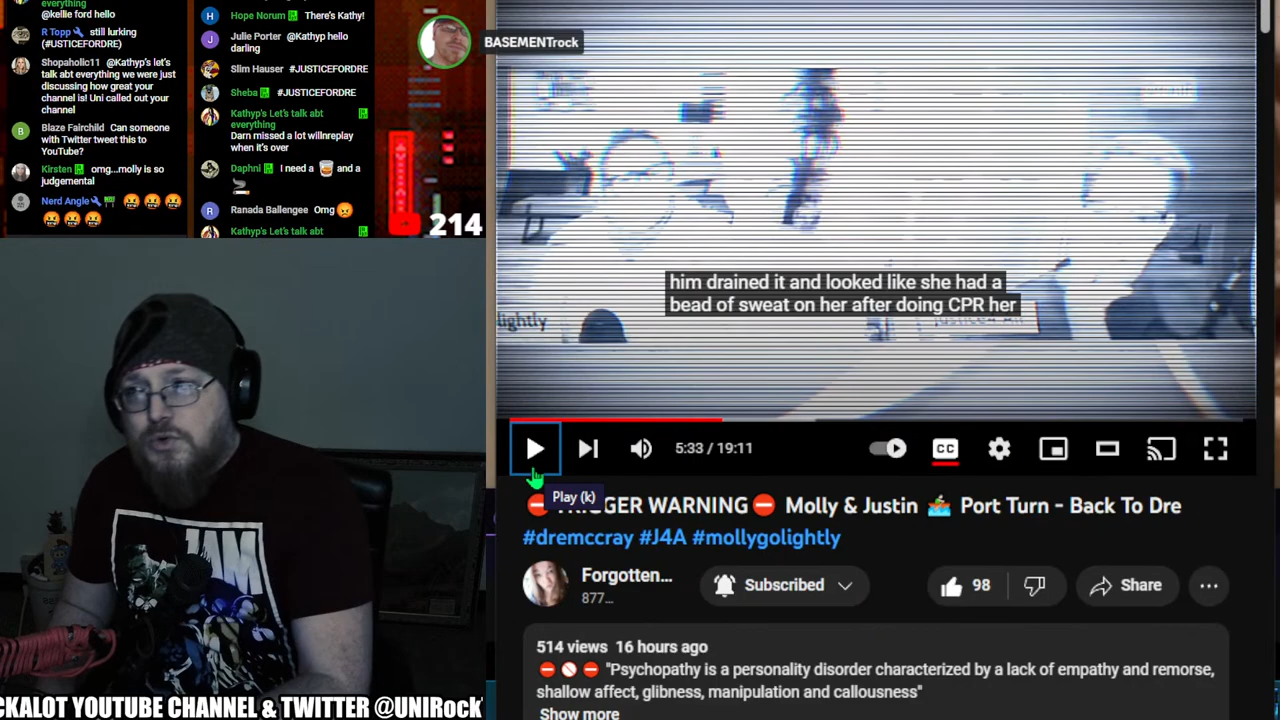 everything
@kellie ford hello
R Topp still lurking
(#USTICEFORDRE)
Shopaholic11 @Kathyp's let's
talk abt everything we were just
discussing how great your
channel is! Uni called out your
channel
Blaze Fairchild Can someone
with Twitter tweet this to
YouTube?
Kirsten omg...molly is so
judgemental
Nerd Angle
Hope Norum There's Kathy!
Julie Porter @Kathyp hello
darling
Slim Hauser #JUSTICEFORDRE
Sheba #JUSTICEFORDRE
Kathyp's Let's talk abt
everything
Darn missed a lot willnreplay
when it's over
Daphni I need a and a
Ranada Ballengee Omg
Kathyp's Let's talk abt
214
BASEMENTrock
him drained it and looked like she had a
bead of sweat on her after doing CPR her
lightly
5:33 / 19:11
CC
Play (k)
TRIGGER WARNING Molly & Justin Port Turn - Back To Dre
#dremccray #J4A #mollygolightly
Forgotten...
877...
Subscribed
98
Share
514 views 16 hours ago
"Psychopathy is a personality disorder characterized by a lack of empathy and remorse,
shallow affect, glibness, manipulation and callousness"
Show more
JAM
CKALOT YOUTUBE CHANNEL & TWITTER @UNIRock